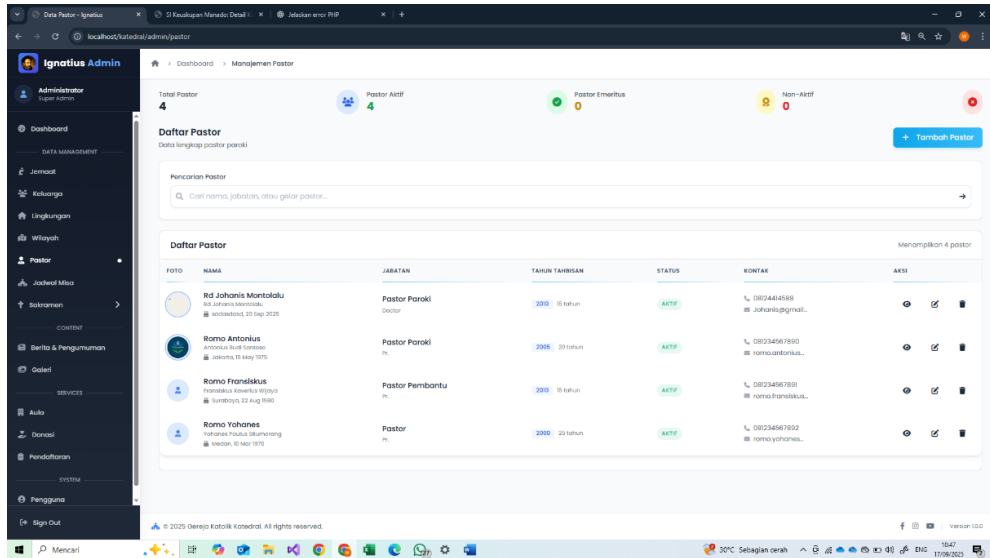 Data Pastor - Ignatius
SI Keuskupan Manado: Detail K
Jelaskan error PHP
localhost/katedral/admin/pastor
Ignatius Admin
Dashboard > Manajemen Pastor
Administrator
Super Admin
Total Pastor
4
Pastor Aktif
4
Pastor Emeritus
0
Non-Aktif
0
Dashboard
DATA MANAGEMENT
Jemaat
Keluarga
Lingkungan
Wilayah
Pastor
Jadwal Misa
Sakramen
CONTENT
Berita & Pengumuman
Galeri
SERVICES
Aula
Donasi
Pendaftaran
SYSTEM
Pengguna
Sign Out
Daftar Pastor
Data lengkap pastor paroki
+ Tambah Pastor
Pencarian Pastor
Cari nama, jabatan, atau gelar pastor...
Daftar Pastor
Menampilkan 4 pastor
FOTO NAMA JABATAN TAHUN TAHBISAN STATUS KONTAK AKSI
Rd Johanis Montolalu
Rd Johanis Montolalu
sadasdasd, 20 Sep 2025
Pastor Paroki
Doctor
2010 15 tahun
AKTIF
08124414588
Johanis@gmail...
Romo Antonius
Antonius Budi Santoso
Jakarta, 15 May 1975
Pastor Paroki
Pr.
2005 20 tahun
AKTIF
081234567890
romo.antonius...
Romo Fransiskus
Fransiskus Xaverius Wijaya
Surabaya, 22 Aug 1980
Pastor Pembantu
Pr.
2010 15 tahun
AKTIF
081234567891
romo.fransiskus...
Romo Yohanes
Yohanes Paulus Situmorang
Medan, 10 Mar 1970
Pastor
Pr.
2000 25 tahun
AKTIF
081234567892
romo.yohanes...
© 2025 Gereja Katolik Katedral. All rights reserved.
Version 1.0.0
Mencari
30°C Sebagian cerah
ENG
10:47
17/09/2025